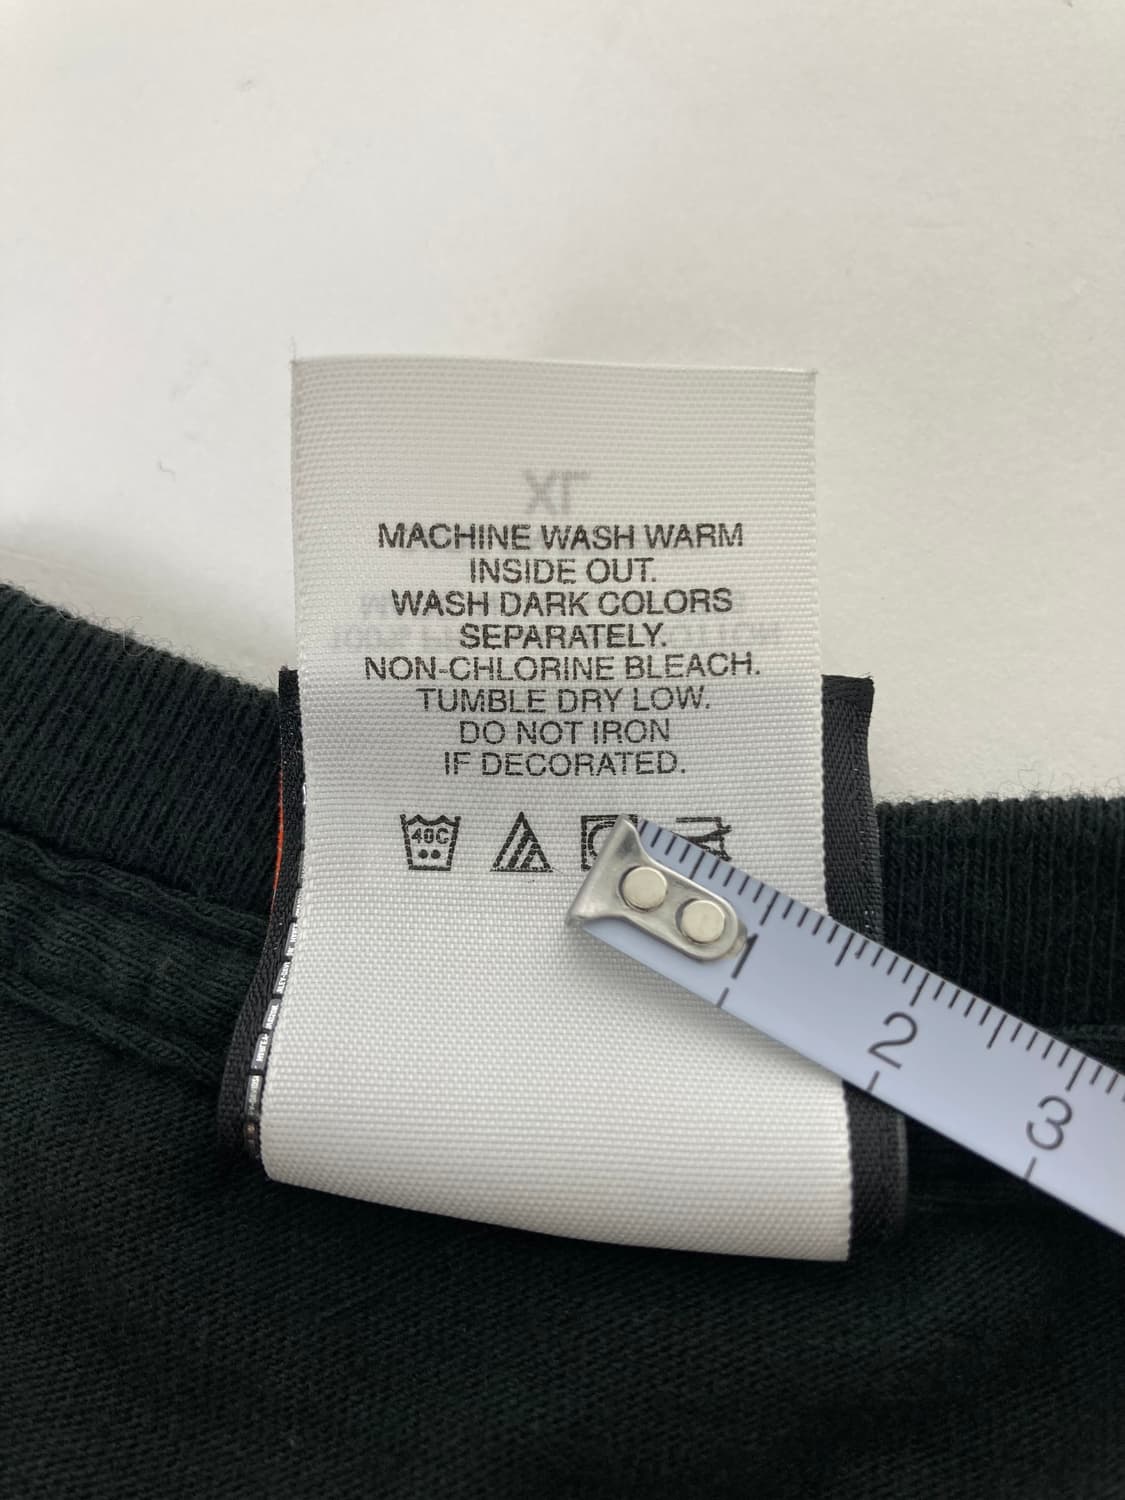 MACHINE WASH WARM
INSIDE OUT.
WASH DARK COLORS
SEPARATELY.
NON-CHLORINE BLEACH.
TUMBLE DRY LOW.
DO NOT IRON
IF DECORATED.
40C
1
2
3